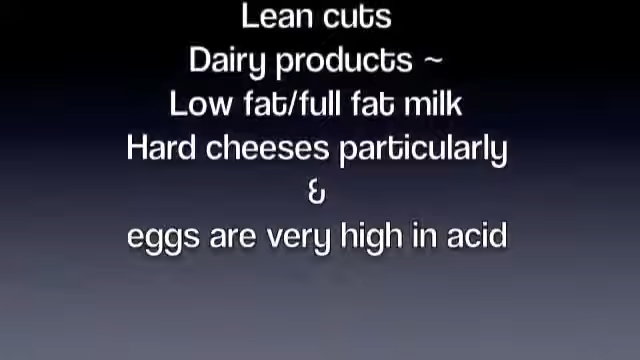 Lean cuts
Dairy products ~
Low fat/full fat milk
Hard cheeses particularly
&
eggs are very high in acid